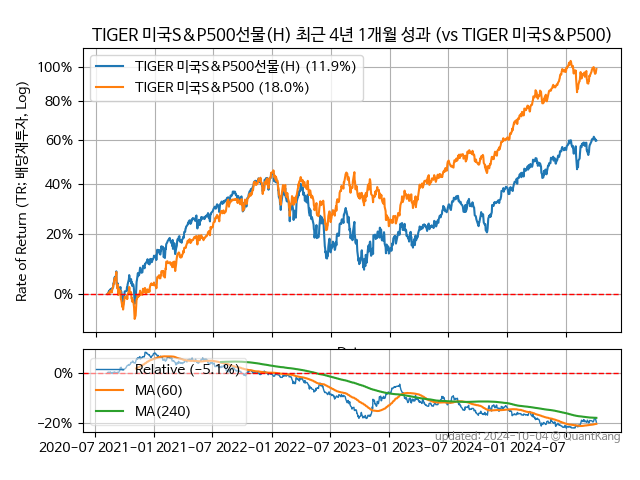 TIGER 미국S&P500선물(H) 최근 4년 1개월 성과 (vs TIGER 미국S&P500)
Rate of Return (TR: 배당재투자, Log)
100%
80%
60%
40%
20%
0%
TIGER 미국S&P500선물(H) (11.9%)
TIGER 미국S&P500 (18.0%)
0%
−20%
Relative (−5.1%)
MA(60)
MA(240)
updated: 2024-10-04 © QuantKang
2020-07 2021-01 2021-07 2022-01 2022-07 2023-01 2023-07 2024-01 2024-07